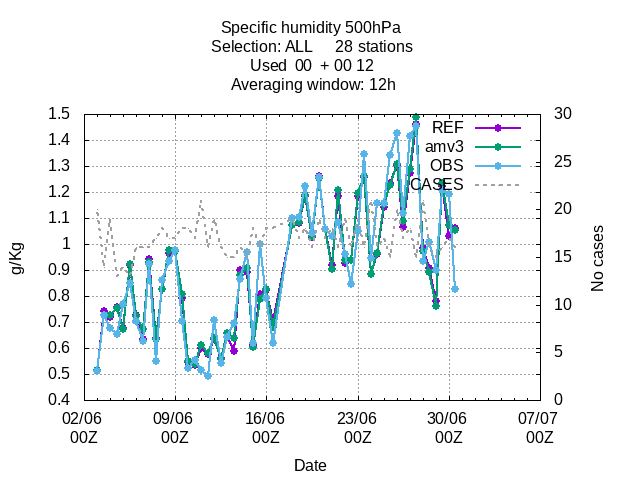 Specific humidity 500hPa
Selection: ALL 28 stations
Used 00 + 00 12
Averaging window: 12h
1.5
1.4
1.3
1.2
1.1
1
0.9
0.8
0.7
0.6
0.5
0.4
g/Kg
REF
amv3
OBS
CASES
30
25
20
15
10
5
0
No cases
02/06 09/06 16/06 23/06 30/06 07/07
00Z 00Z 00Z 00Z 00Z 00Z
Date